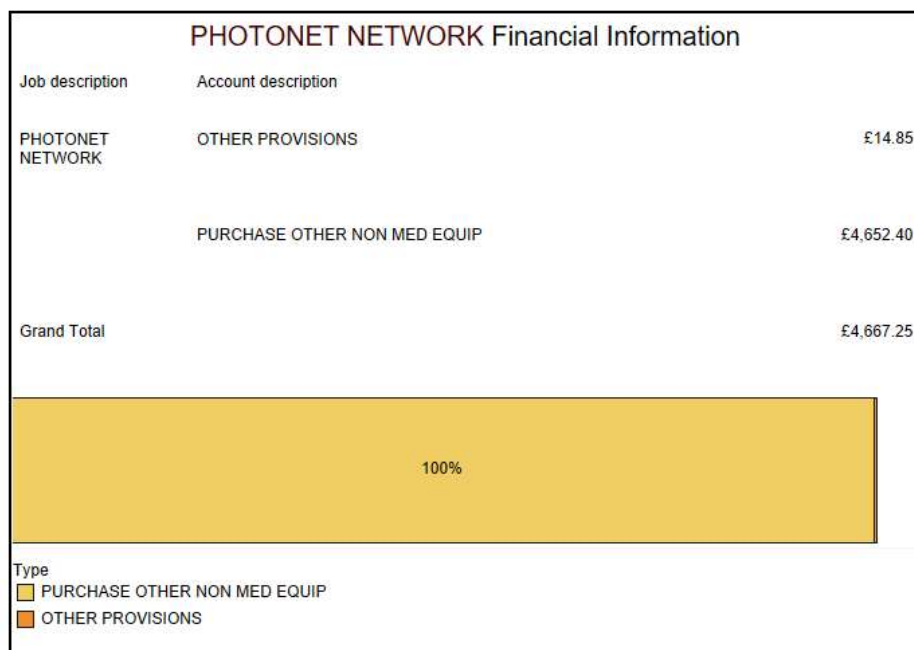 PHOTONET NETWORK Financial Information
Job description Account description
PHOTONET NETWORK OTHER PROVISIONS £14.85
PURCHASE OTHER NON MED EQUIP £4,652.40
Grand Total £4,667.25
100%
Type
PURCHASE OTHER NON MED EQUIP
OTHER PROVISIONS